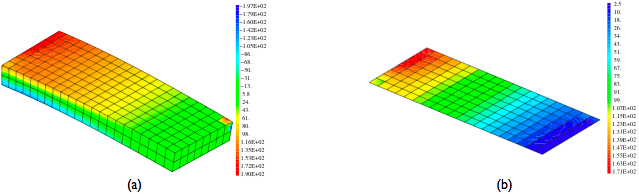 -1.97E+02
-1.79E+02
-1.60E+02
-1.42E+02
-1.23E+02
-1.05E+02
-86.
-68.
-49.
-31.
-13.
5.8
24.
43.
61.
80.
98.
1.16E+02
1.35E+02
1.53E+02
1.72E+02
1.90E+02
(a)
2.5
10.
18.
26.
34.
43.
51.
59.
67.
75.
83.
91.
99.
1.07E+02
1.15E+02
1.23E+02
1.31E+02
1.39E+02
1.47E+02
1.55E+02
1.63E+02
1.71E+02
(b)